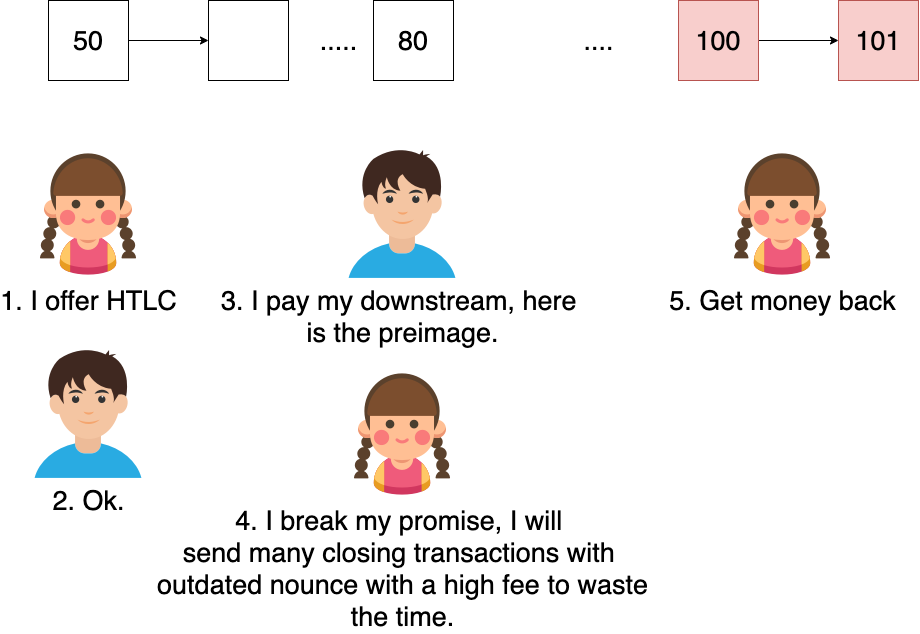 50
.....
80
....
100
101
1. I offer HTLC
3. I pay my downstream, here
is the preimage.
5. Get money back
2. Ok.
4. I break my promise, I will
send many closing transactions with
outdated nounce with a high fee to waste
the time.